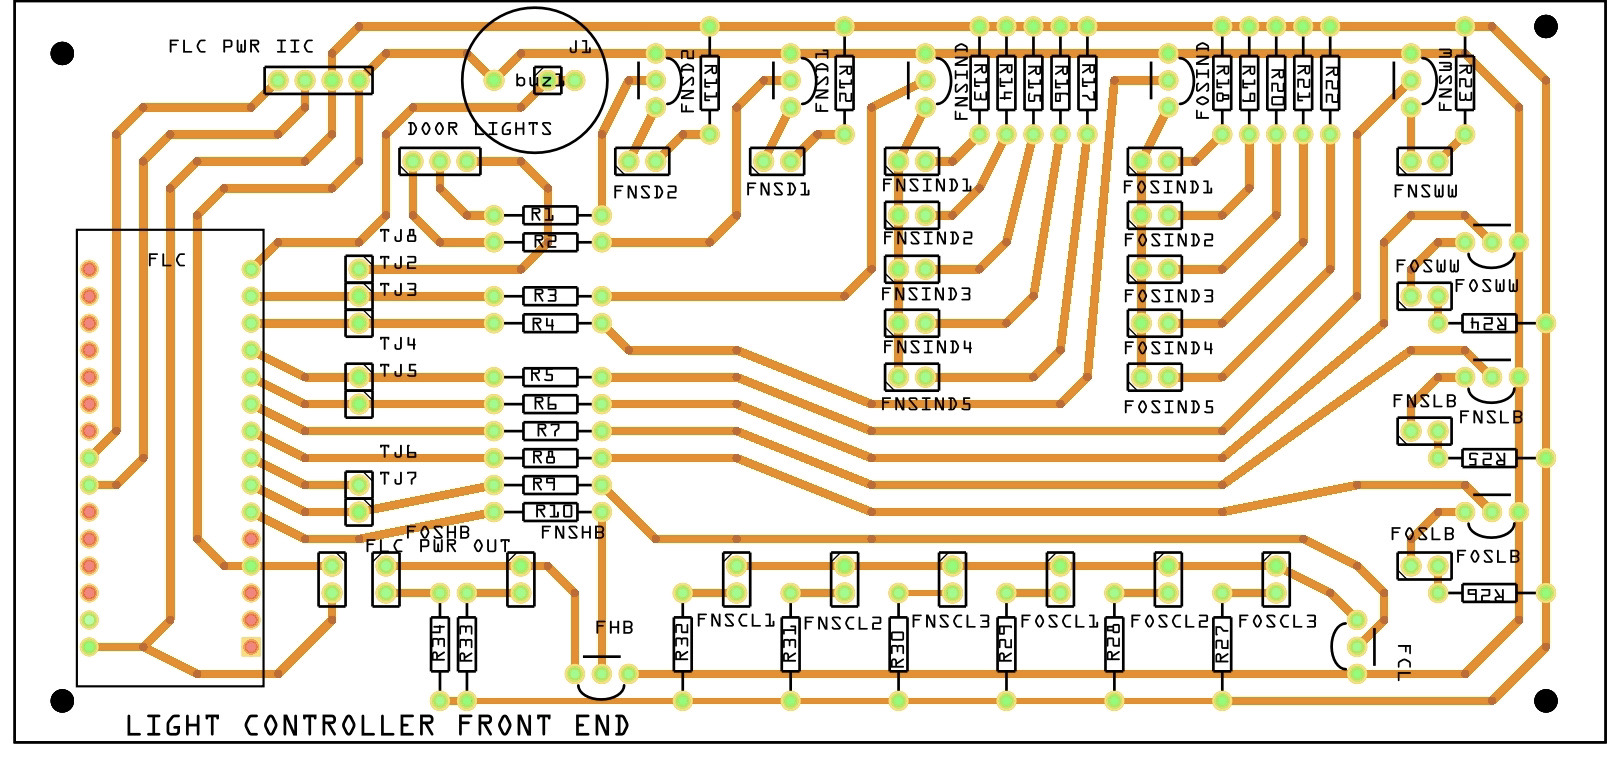 FLC PWR IIC
J1
buz1
DOOR LIGHTS
FNSD2
R11
FNSD1
R12
FNSIND
R13
R14
R15
R16
R17
FOSIND
R18
R19
R20
R21
R22
FNSWW
R23
FNSD2
FNSD1
FNSIND1
FOSIND1
FNSWW
R1
TJ8
R2
FNSIND2
FOSIND2
FLC
TJ2
FOSWW
TJ3
R3
FNSIND3
FOSIND3
FOSWW
R4
R24
TJ4
FNSIND4
FOSIND4
TJ5
R5
R6
FNSIND5
FOSIND5
FNSLB
FNSLB
R7
TJ6
R8
R25
TJ7
R9
R10
FOSHB
FNSHB
FOSLB
FLC PWR OUT
FOSLB
R26
FHB
FNSCL1
FNSCL2
FNSCL3
FOSCL1
FOSCL2
FOSCL3
R34
R33
R32
R31
R30
R29
R28
R27
FCL
LIGHT CONTROLLER FRONT END